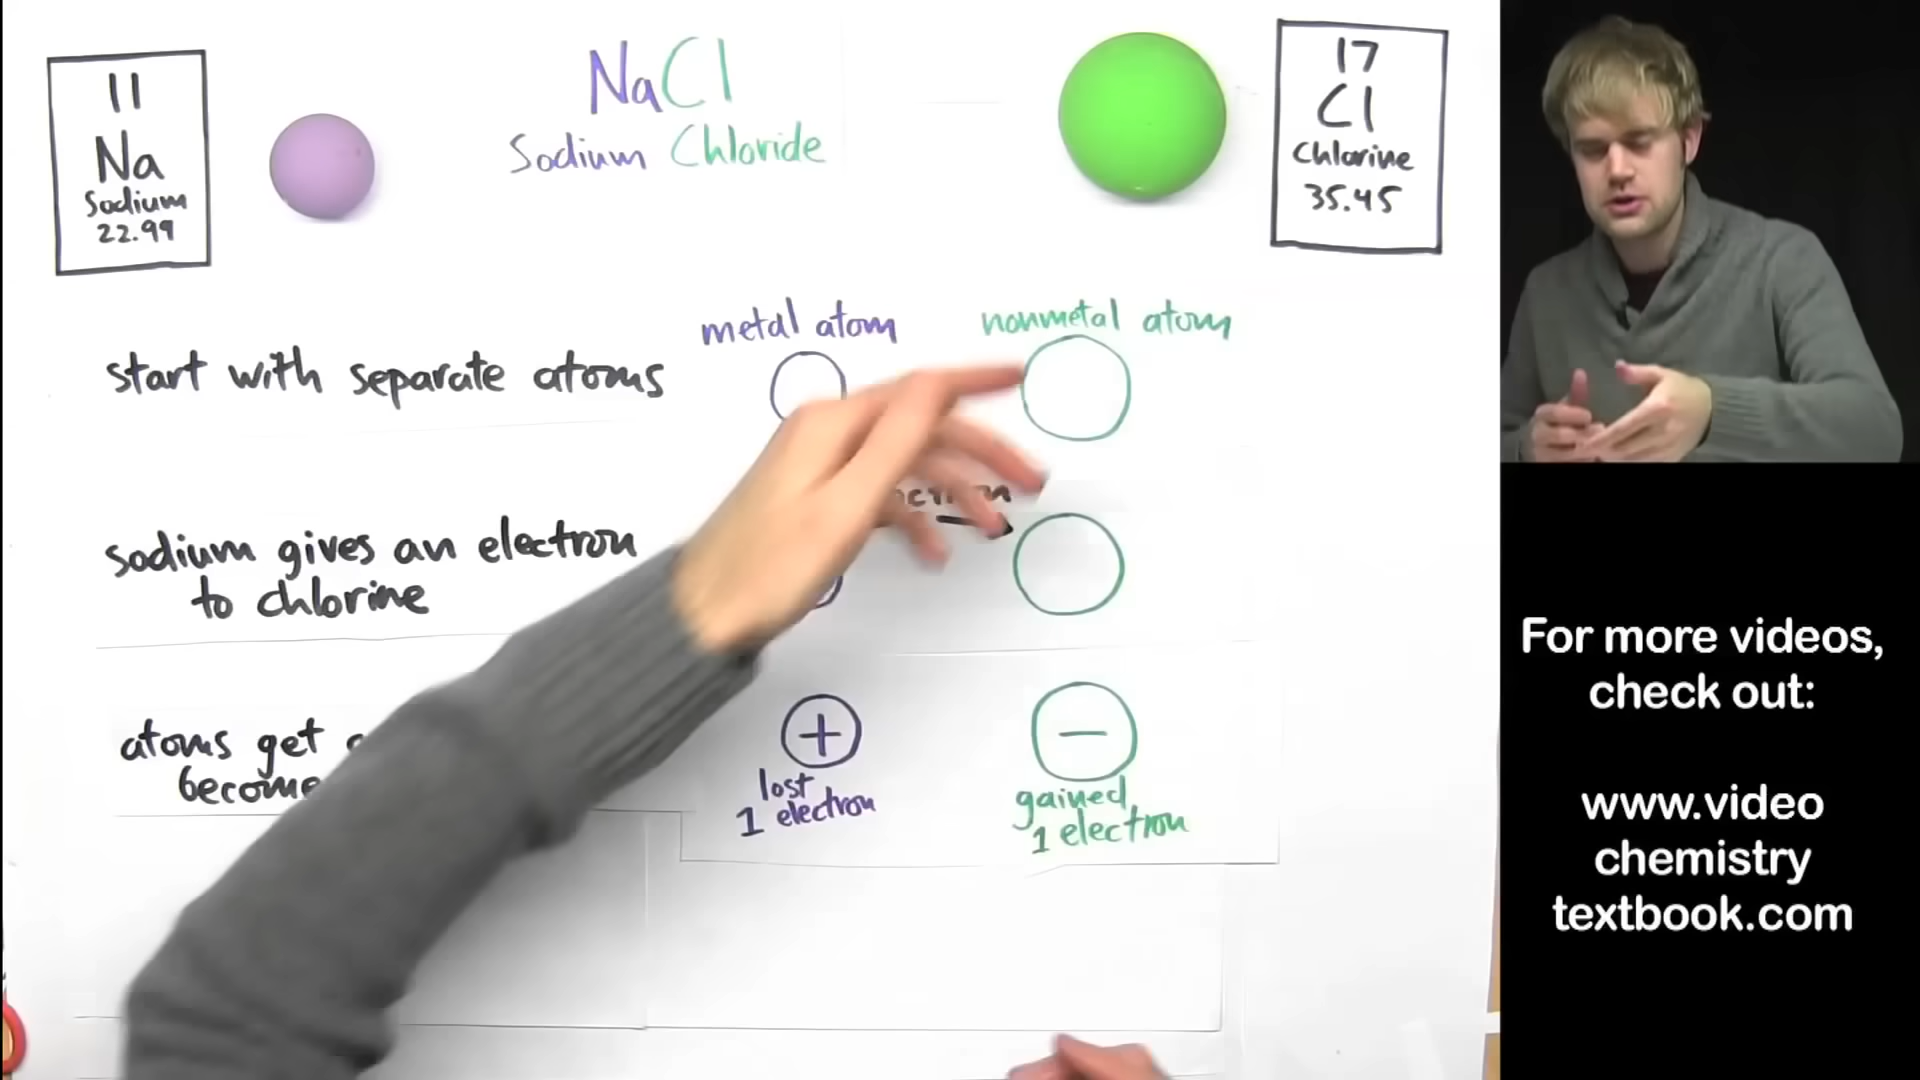 11
Na
Sodium
22.99
NaCl
Sodium Chloride
17
Cl
Chlorine
35.45
metal atom
nonmetal atom
start with separate atoms
sodium gives an electron
to chlorine
atoms get
become
lost
1 electron
gained
1 electron
For more videos,
check out:
www.video
chemistry
textbook.com